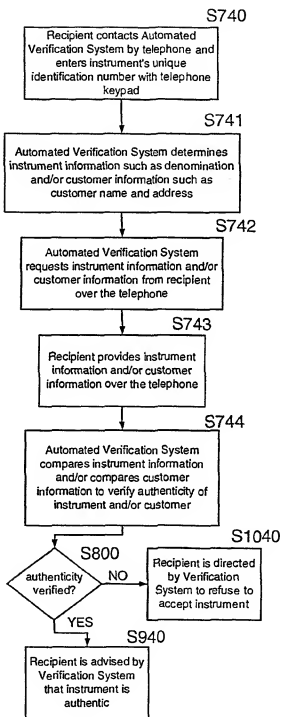 S740
Recipient contacts Automated
Verification System by telephone and
enters instrument's unique
identification number with telephone
keypad
S741
Automated Verification System determines
instrument information such as denomination
and/or customer information such as
customer name and address
S742
Automated Verification System
requests instrument information and/or
customer information from recipient
over the telephone
S743
Recipient provides instrument
information and/or customer
information over the telephone
S744
Automated Verification System
compares instrument information
and/or compares customer
information to verify authenticity of
instrument and/or customer
S800
authenticity
verified?
NO
S1040
Recipient is directed
by Verification
System to refuse to
accept instrument
YES
S940
Recipient is advised by
Verification System
that instrument is
authentic